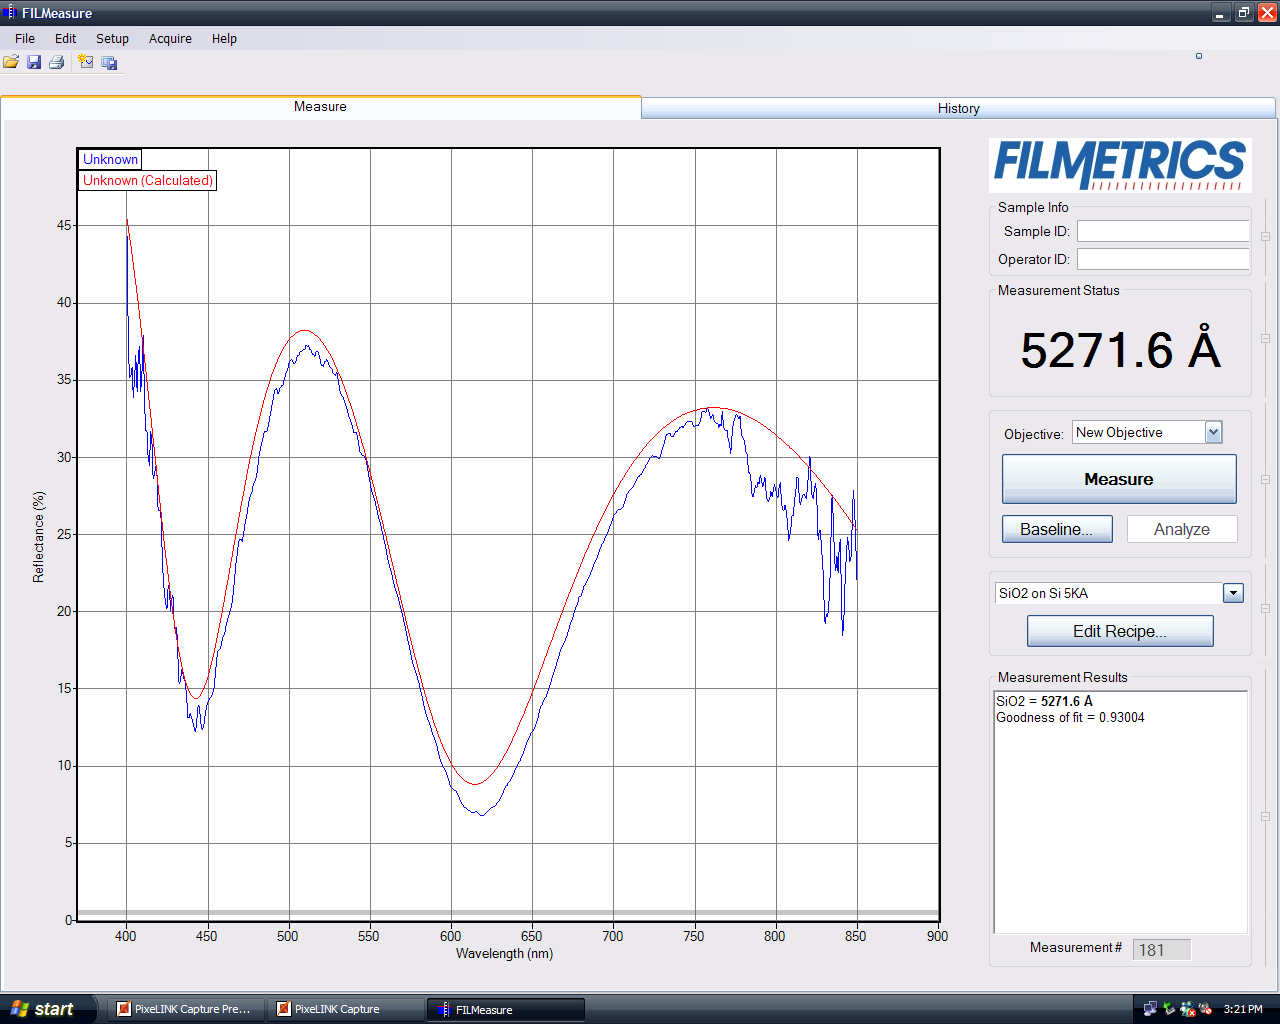 FILMeasure
File Edit Setup Acquire Help
Measure
History
Unknown
Unknown (Calculated)
45
40
35
30
25
20
15
10
5
0
Reflectance (%)
400 450 500 550 600 650 700 750 800 850 900
Wavelength (nm)
FILMETRICS
Sample Info
Sample ID:
Operator ID:
Measurement Status
5271.6 Å
Objective: New Objective
Measure
Baseline... Analyze
SiO2 on Si 5KA
Edit Recipe...
Measurement Results
SiO2 = 5271.6 Å
Goodness of fit = 0.93004
Measurement # 181
start PixeLINK Capture Pre... PixeLINK Capture FILMeasure 3:21 PM